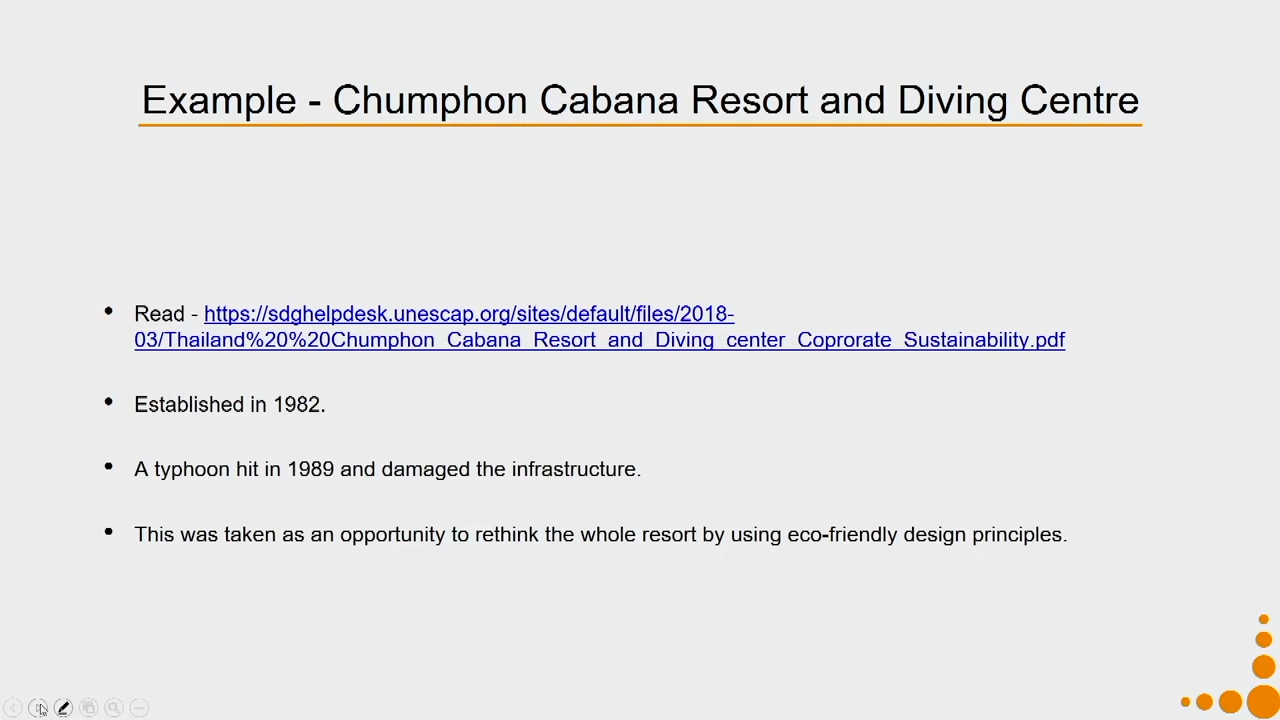 Example - Chumphon Cabana Resort and Diving Centre
• Read - https://sdghelpdesk.unescap.org/sites/default/files/2018-
03/Thailand%20%20Chumphon_Cabana_Resort_and_Diving_center_Coprorate_Sustainability.pdf
• Established in 1982.
• A typhoon hit in 1989 and damaged the infrastructure.
• This was taken as an opportunity to rethink the whole resort by using eco-friendly design principles.